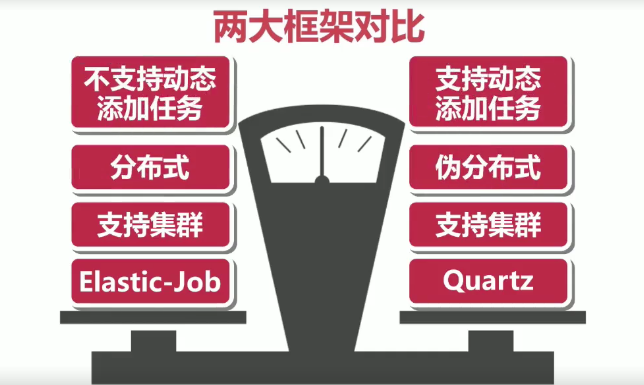 两大框架对比
不支持动态
添加任务
分布式
支持集群
Elastic-Job
支持动态
添加任务
伪分布式
支持集群
Quartz